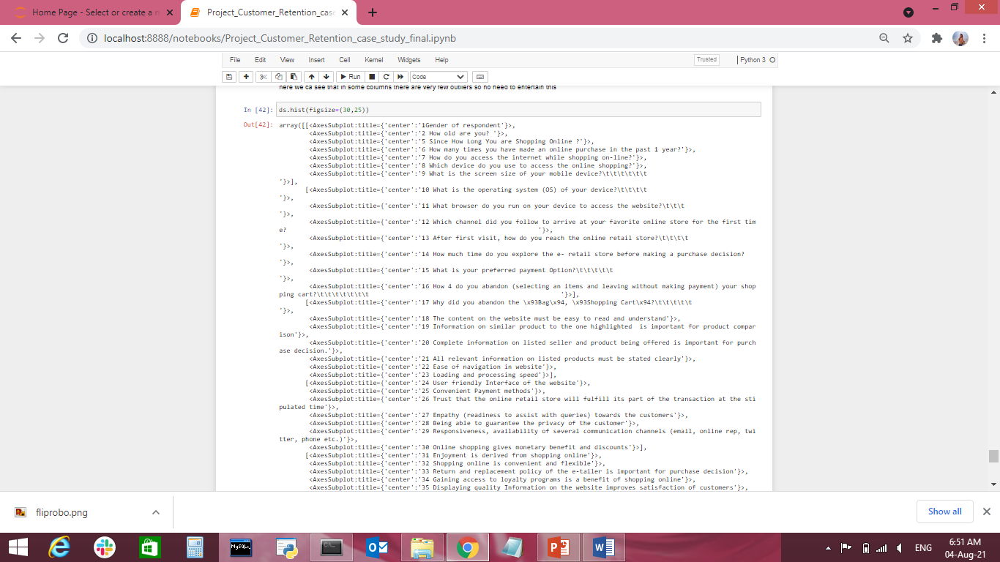 Home Page - Select or create a n
Project_Customer_Retention_case
localhost:8888/notebooks/Project_Customer_Retention_case_study_final.ipynb
File Edit View Insert Cell Kernel Widgets Help Trusted Python 3
Run Code
here we ca see that in some columns there are very few outliers so no need to entertain this
In [42]: ds.hist(figsize=(30,25))
Out[42]: array([[<AxesSubplot:title={'center':'1Gender of respondent'}>,
<AxesSubplot:title={'center':'2 How old are you? '}>,
<AxesSubplot:title={'center':'5 Since How Long You are Shopping Online ?'}>,
<AxesSubplot:title={'center':'6 How many times you have made an online purchase in the past 1 year?'}>,
<AxesSubplot:title={'center':'7 How do you access the internet while shopping on-line?'}>,
<AxesSubplot:title={'center':'8 Which device do you use to access the online shopping?'}>,
<AxesSubplot:title={'center':'9 What is the screen size of your mobile device?\t\t\t\t\t\t
'}>],
[<AxesSubplot:title={'center':'10 What is the operating system (OS) of your device?\t\t\t\t
'}>,
<AxesSubplot:title={'center':'11 What browser do you run on your device to access the website?\t\t\t
'}>,
<AxesSubplot:title={'center':'12 Which channel did you follow to arrive at your favorite online store for the first tim
e? '}>,
<AxesSubplot:title={'center':'13 After first visit, how do you reach the online retail store?\t\t\t\t
'}>,
<AxesSubplot:title={'center':'14 How much time do you explore the e- retail store before making a purchase decision?
'}>,
<AxesSubplot:title={'center':'15 What is your preferred payment Option?\t\t\t\t\t
'}>,
<AxesSubplot:title={'center':'16 How 4 do you abandon (selecting an items and leaving without making payment) your shop
ping cart?\t\t\t\t\t\t\t '}>],
[<AxesSubplot:title={'center':'17 Why did you abandon the \x93Bag\x94, \x93Shopping Cart\x94?\t\t\t\t\t
'}>,
<AxesSubplot:title={'center':'18 The content on the website must be easy to read and understand'}>,
<AxesSubplot:title={'center':'19 Information on similar product to the one highlighted  is important for product compar
ison'}>,
<AxesSubplot:title={'center':'20 Complete information on listed seller and product being offered is important for purch
ase decision.'}>,
<AxesSubplot:title={'center':'21 All relevant information on listed products must be stated clearly'}>,
<AxesSubplot:title={'center':'22 Ease of navigation in website'}>,
<AxesSubplot:title={'center':'23 Loading and processing speed'}>],
[<AxesSubplot:title={'center':'24 User friendly Interface of the website'}>,
<AxesSubplot:title={'center':'25 Convenient Payment methods'}>,
<AxesSubplot:title={'center':'26 Trust that the online retail store will fulfill its part of the transaction at the sti
pulated time'}>,
<AxesSubplot:title={'center':'27 Empathy (readiness to assist with queries) towards the customers'}>,
<AxesSubplot:title={'center':'28 Being able to guarantee the privacy of the customer'}>,
<AxesSubplot:title={'center':'29 Responsiveness, availability of several communication channels (email, online rep, twi
tter, phone etc.)'}>,
<AxesSubplot:title={'center':'30 Online shopping gives monetary benefit and discounts'}>],
[<AxesSubplot:title={'center':'31 Enjoyment is derived from shopping online'}>,
<AxesSubplot:title={'center':'32 Shopping online is convenient and flexible'}>,
<AxesSubplot:title={'center':'33 Return and replacement policy of the e-tailer is important for purchase decision'}>,
<AxesSubplot:title={'center':'34 Gaining access to loyalty programs is a benefit of shopping online'}>,
<AxesSubplot:title={'center':'35 Displaying quality Information on the website improves satisfaction of customers'}>,
fliprobo.png
Show all
MySQL
ENG
6:51 AM
04-Aug-21